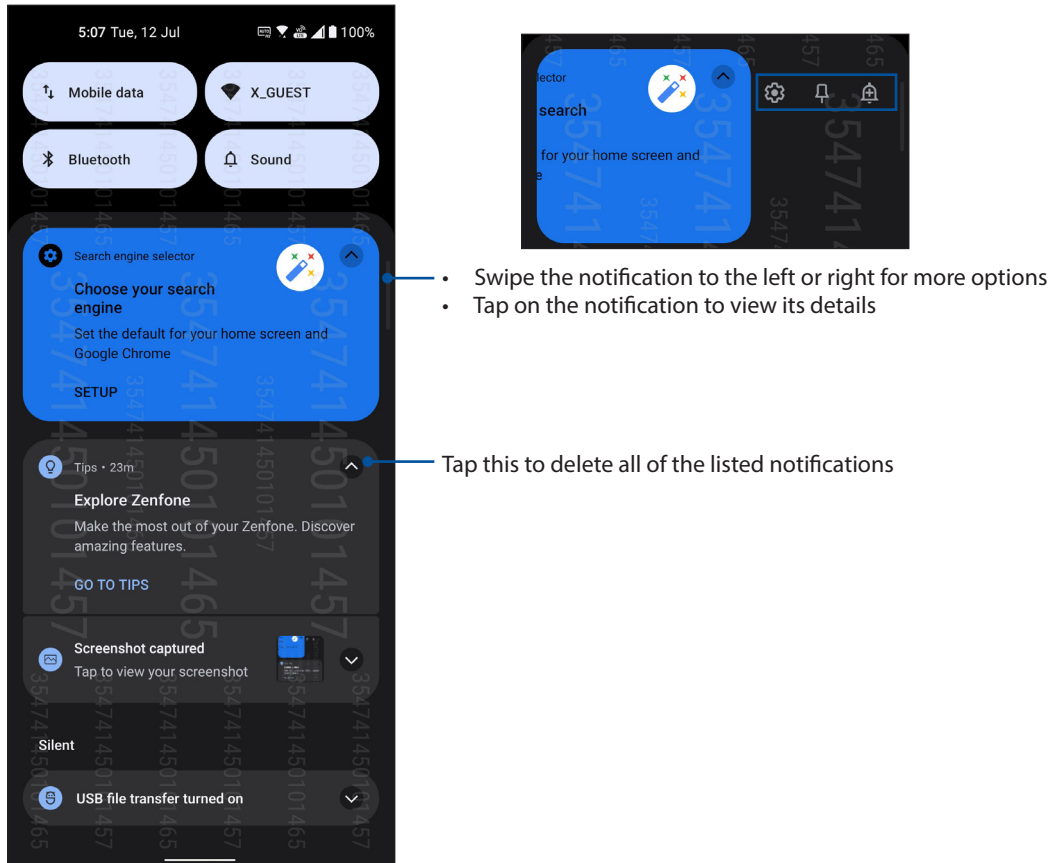 5:07 Tue, 12 Jul
100%
Mobile data
X_GUEST
Bluetooth
Sound
Search engine selector
Choose your search
engine
Set the default for your home screen and
Google Chrome
SETUP
Tips • 23m
Explore Zenfone
Make the most out of your Zenfone. Discover
amazing features.
GO TO TIPS
Screenshot captured
Tap to view your screenshot
Silent
USB file transfer turned on
lector
search
for your home screen and
e
• Swipe the notification to the left or right for more options
• Tap on the notification to view its details
Tap this to delete all of the listed notifications